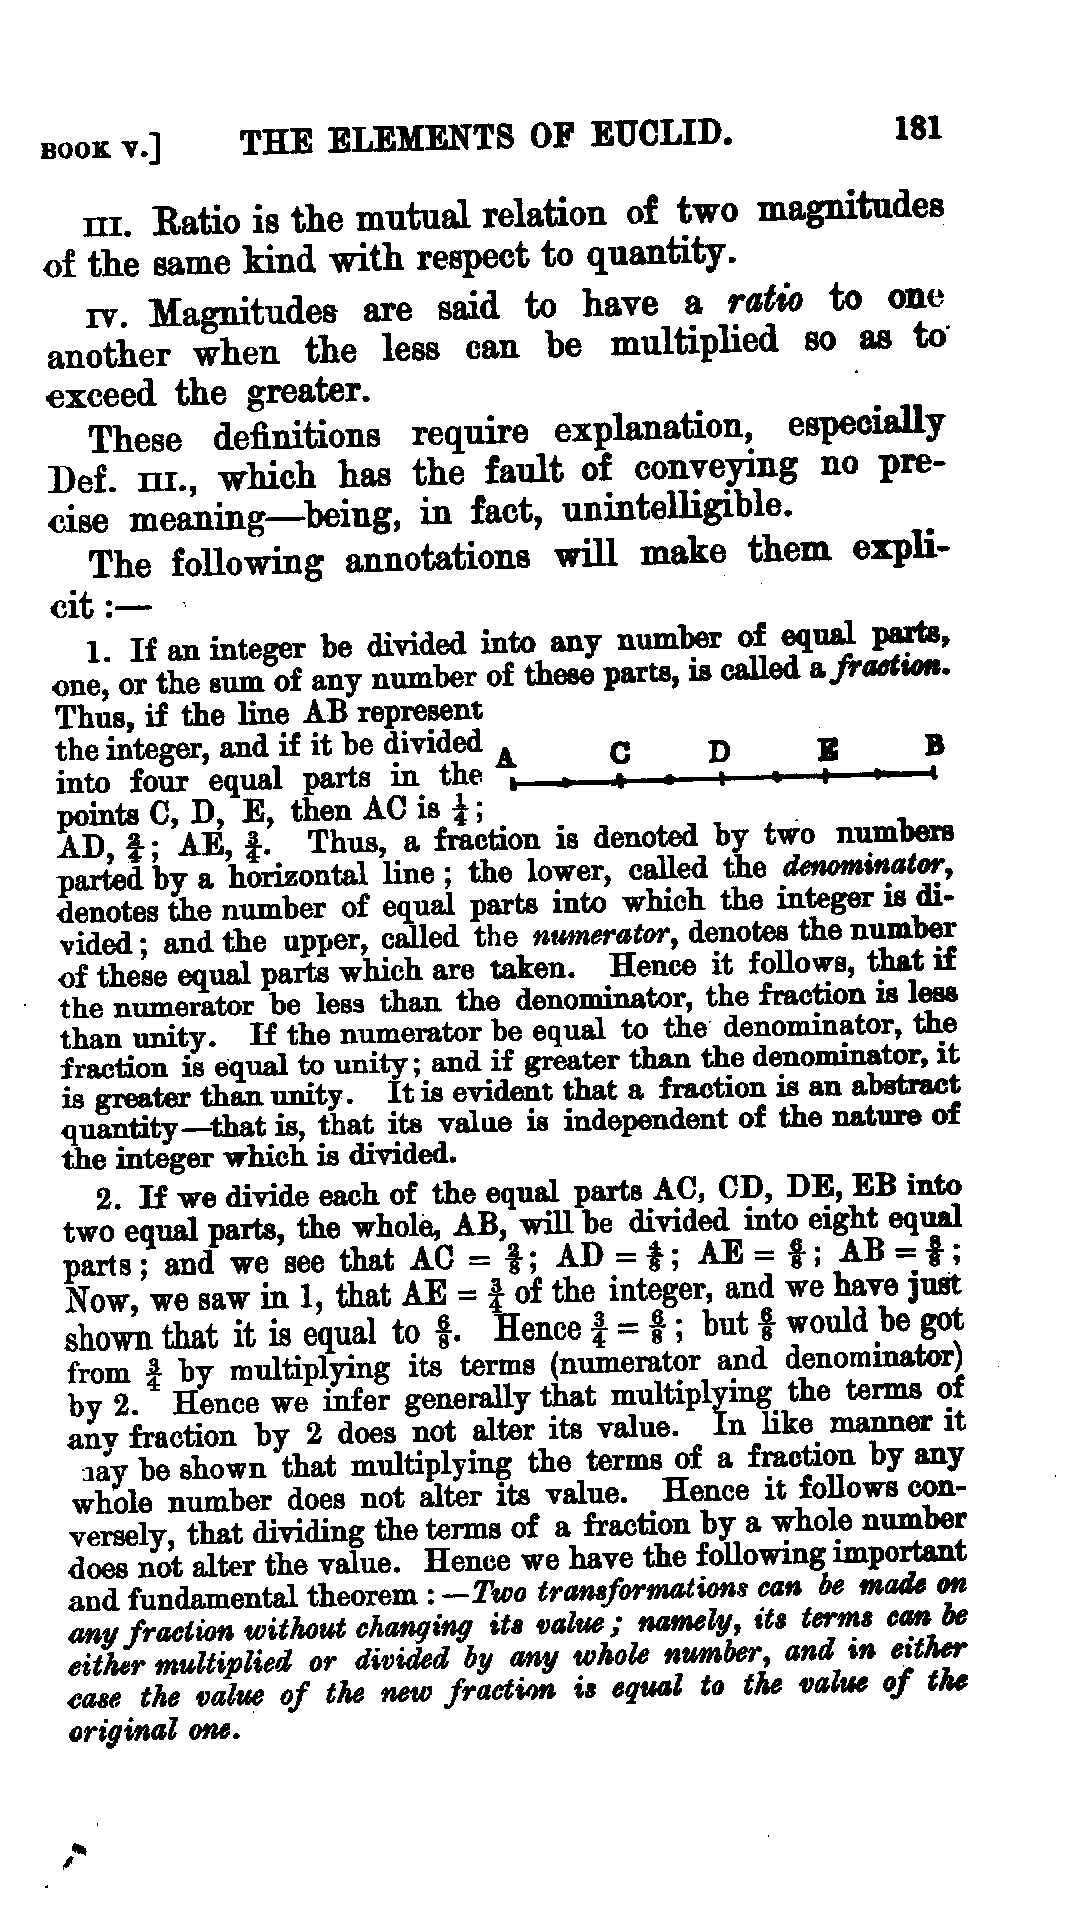 BOOK V.] THE ELEMENTS OF EUCLID. 181
III. Ratio is the mutual relation of two magnitudes
of the same kind with respect to quantity.
IV. Magnitudes are said to have a ratio to one
another when the less can be multiplied so as to
exceed the greater.
These definitions require explanation, especially
Def. III., which has the fault of conveying no pre-
cise meaning—being, in fact, unintelligible.
The following annotations will make them expli-
cit :—
1. If an integer be divided into any number of equal parts,
one, or the sum of any number of these parts, is called a fraction.
Thus, if the line AB represent
the integer, and if it be divided
into four equal parts in the
points C, D, E, then AC is 1/4 ;
A C D E B
AD, 2/4 ; AE, 3/4. Thus, a fraction is denoted by two numbers
parted by a horizontal line ; the lower, called the denominator,
denotes the number of equal parts into which the integer is di-
vided ; and the upper, called the numerator, denotes the number
of these equal parts which are taken. Hence it follows, that if
the numerator be less than the denominator, the fraction is less
than unity. If the numerator be equal to the denominator, the
fraction is equal to unity ; and if greater than the denominator, it
is greater than unity. It is evident that a fraction is an abstract
quantity—that is, that its value is independent of the nature of
the integer which is divided.
2. If we divide each of the equal parts AC, CD, DE, EB into
two equal parts, the whole, AB, will be divided into eight equal
parts ; and we see that AC = 2/8 ; AD = 4/8 ; AE = 6/8 ; AB = 8/8 ;
Now, we saw in 1, that AE = 3/4 of the integer, and we have just
shown that it is equal to 6/8. Hence 3/4 = 6/8 ; but 6/8 would be got
from 3/4 by multiplying its terms (numerator and denominator)
by 2. Hence we infer generally that multiplying the terms of
any fraction by 2 does not alter its value. In like manner it
may be shown that multiplying the terms of a fraction by any
whole number does not alter its value. Hence it follows con-
versely, that dividing the terms of a fraction by a whole number
does not alter the value. Hence we have the following important
and fundamental theorem :—Two transformations can be made on
any fraction without changing its value ; namely, its terms can be
either multiplied or divided by any whole number, and in either
case the value of the new fraction is equal to the value of the
original one.